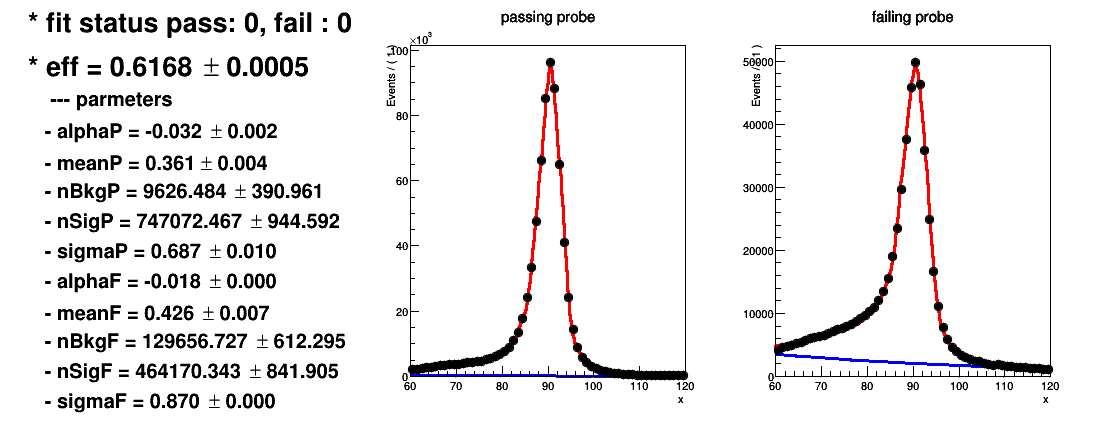 * fit status pass: 0, fail : 0
* eff = 0.6168 ± 0.0005
--- parmeters
- alphaP = -0.032 ± 0.002
- meanP = 0.361 ± 0.004
- nBkgP = 9626.484 ± 390.961
- nSigP = 747072.467 ± 944.592
- sigmaP = 0.687 ± 0.010
- alphaF = -0.018 ± 0.000
- meanF = 0.426 ± 0.007
- nBkgF = 129656.727 ± 612.295
- nSigF = 464170.343 ± 841.905
- sigmaF = 0.870 ± 0.000
passing probe
×10³
Events / ( 1 )
100
80
60
40
20
0
60 70 80 90 100 110 120
x
failing probe
Events / ( 1 )
50000
40000
30000
20000
10000
0
60 70 80 90 100 110 120
x